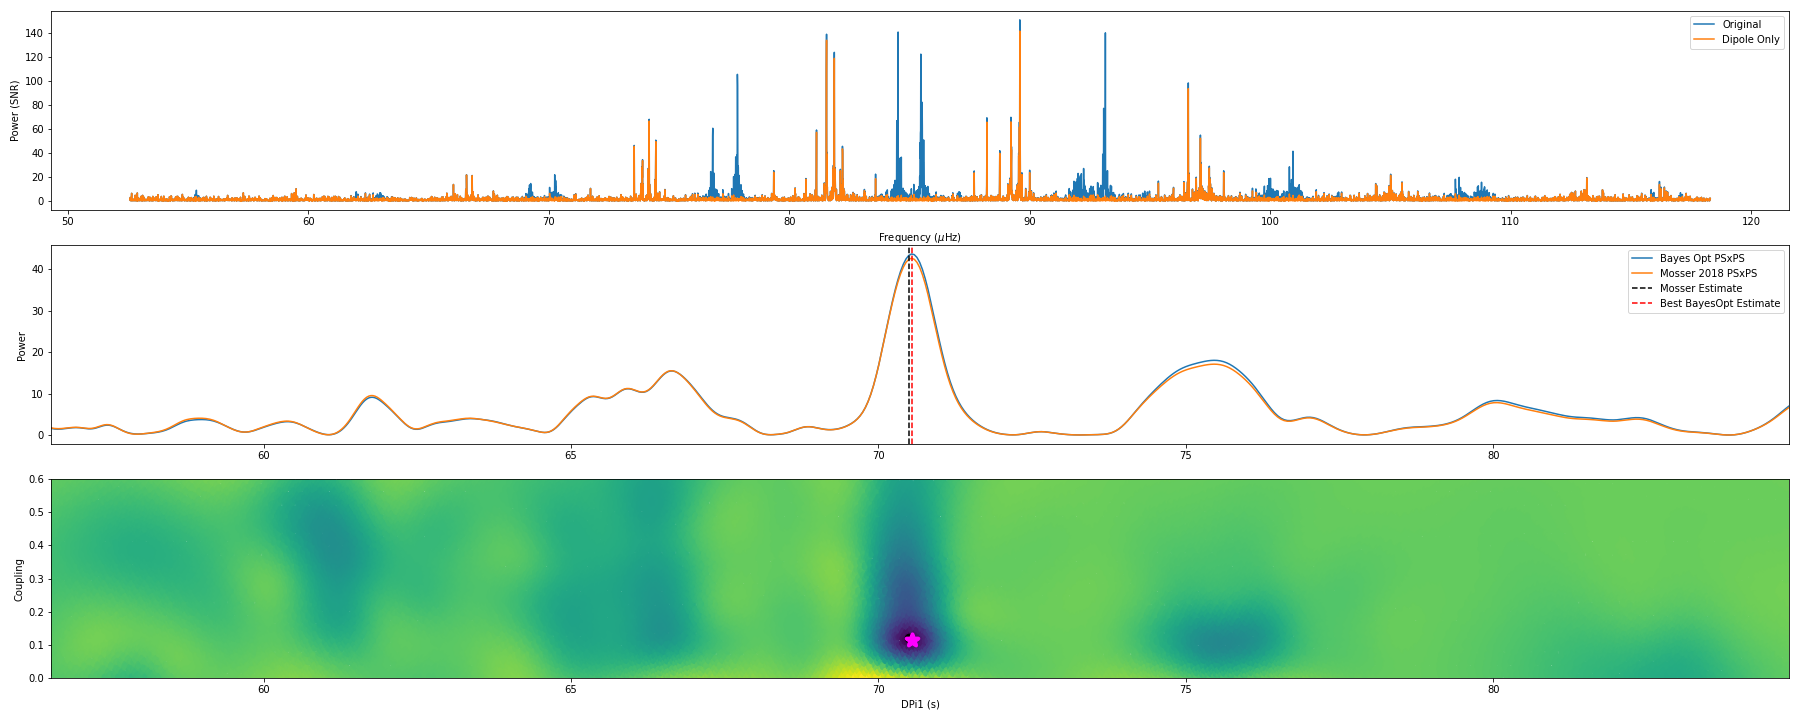 140
120
100
80
60
40
20
0
Power (SNR)
Original
Dipole Only
50 60 70 80 90 100 110 120
Frequency (μHz)
40
30
20
10
0
Power
Bayes Opt PSxPS
Mosser 2018 PSxPS
Mosser Estimate
Best BayesOpt Estimate
60 65 70 75 80
0.6
0.5
0.4
0.3
0.2
0.1
0.0
Coupling
60 65 70 75 80
DPi1 (s)